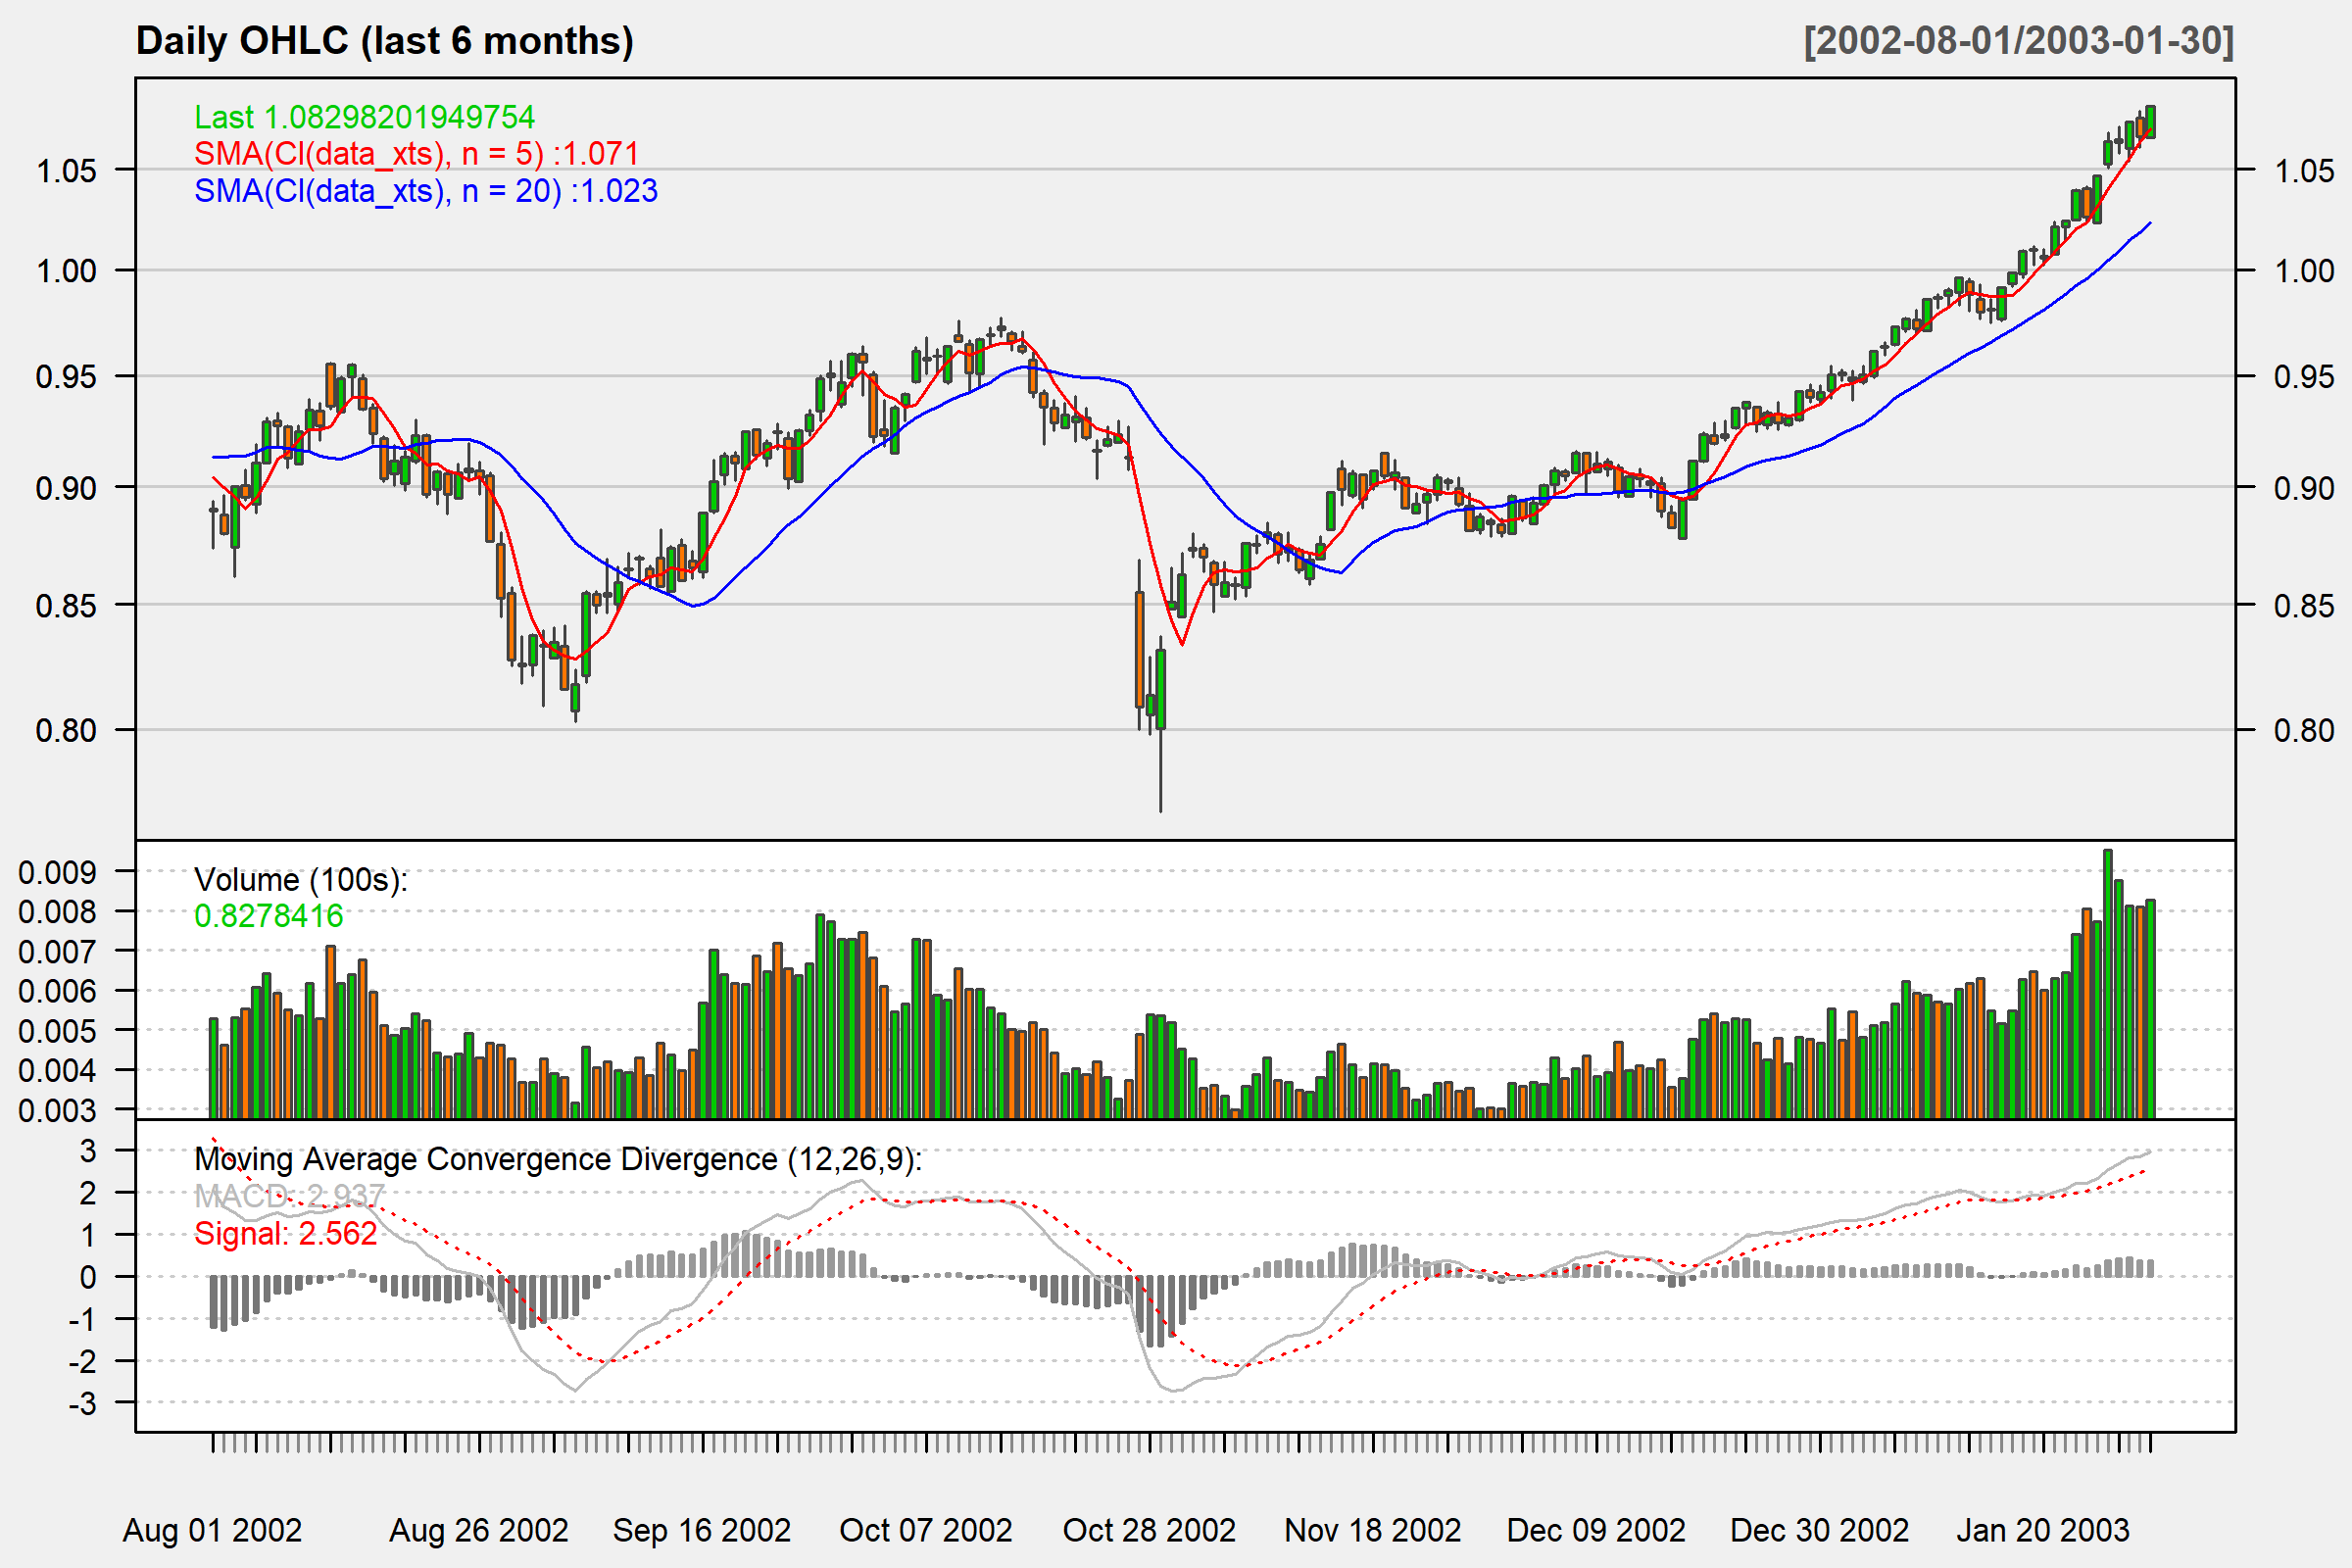 Daily OHLC (last 6 months)
[2002-08-01/2003-01-30]
Last 1.08298201949754
SMA(Cl(data_xts), n = 5) :1.071
SMA(Cl(data_xts), n = 20) :1.023
1.05
1.00
0.95
0.90
0.85
0.80
1.05
1.00
0.95
0.90
0.85
0.80
Volume (100s):
0.8278416
0.009
0.008
0.007
0.006
0.005
0.004
0.003
Moving Average Convergence Divergence (12,26,9):
MACD: 2.937
Signal: 2.562
3
2
1
0
-1
-2
-3
Aug 01 2002
Aug 26 2002
Sep 16 2002
Oct 07 2002
Oct 28 2002
Nov 18 2002
Dec 09 2002
Dec 30 2002
Jan 20 2003